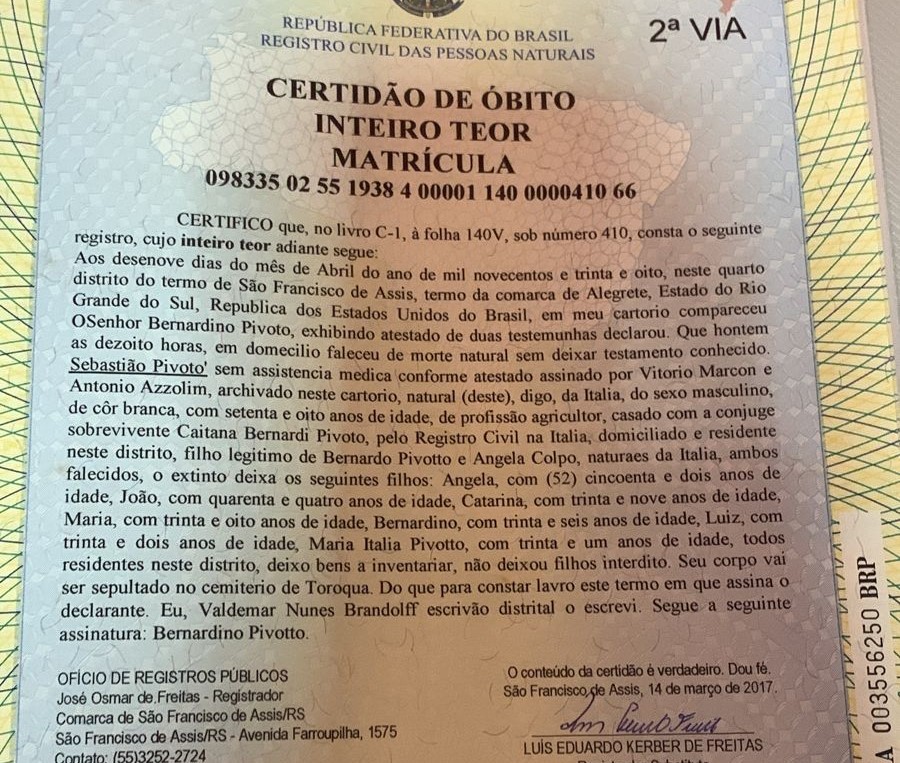 2ª VIA
REPÚBLICA FEDERATIVA DO BRASIL
REGISTRO CIVIL DAS PESSOAS NATURAIS
CERTIDÃO DE ÓBITO
INTEIRO TEOR
MATRÍCULA
098335 02 55 1938 4 00001 140 0000410 66
CERTIFICO que, no livro C-1, à folha 140V, sob número 410, consta o seguinte
registro, cujo inteiro teor adiante segue:
Aos desenove dias do mês de Abril do ano de mil novecentos e trinta e oito, neste quarto
distrito do termo de São Francisco de Assis, termo da comarca de Alegrete, Estado do Rio
Grande do Sul, Republica dos Estados Unidos do Brasil, em meu cartorio compareceu
OSenhor Bernardino Pivoto, exhibindo atestado de duas testemunhas declarou. Que hontem
as dezoito horas, em domecilio faleceu de morte natural sem deixar testamento conhecido.
Sebastião Pivoto' sem assistencia medica conforme atestado assinado por Vitorio Marcon e
Antonio Azzolim, archivado neste cartorio, natural (deste), digo, da Italia, do sexo masculino,
de côr branca, com setenta e oito anos de idade, de profissão agricultor, casado com a conjuge
sobrevivente Caitana Bernardi Pivoto, pelo Registro Civil na Italia, domiciliado e residente
neste distrito, filho legitimo de Bernardo Pivotto e Angela Colpo, naturaes da Italia, ambos
falecidos, o extinto deixa os seguintes filhos: Angela, com (52) cincoenta e dois anos de
idade, João, com quarenta e quatro anos de idade, Catarina, com trinta e nove anos de idade,
Maria, com trinta e oito anos de idade, Bernardino, com trinta e seis anos de idade, Luiz, com
trinta e dois anos de idade, Maria Italia Pivotto, com trinta e um anos de idade, todos
residentes neste distrito, deixo bens a inventariar, não deixou filhos interdito. Seu corpo vai
ser sepultado no cemiterio de Toroqua. Do que para constar lavro este termo em que assina o
declarante. Eu, Valdemar Nunes Brandolff escrivão distrital o escrevi. Segue a seguinte
assinatura: Bernardino Pivotto.
OFÍCIO DE REGISTROS PÚBLICOS
José Osmar de Freitas - Registrador
Comarca de São Francisco de Assis/RS
São Francisco de Assis/RS - Avenida Farroupilha, 1575
Contato: (55)3252-2724
O conteúdo da certidão é verdadeiro. Dou fé.
São Francisco de Assis, 14 de março de 2017.
LUÍS EDUARDO KERBER DE FREITAS
A 003556250 BRP